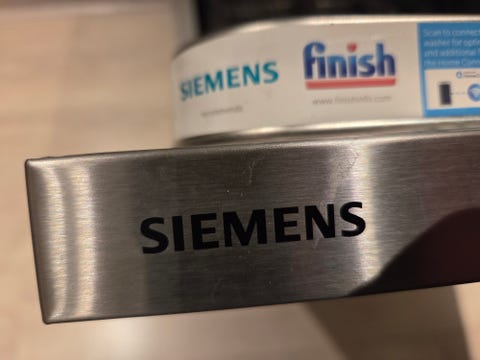 SIEMENS
finish
www.finishinfo.com
Scan to connect
washer for opti
and additional f
the Home Conn
SIEMENS